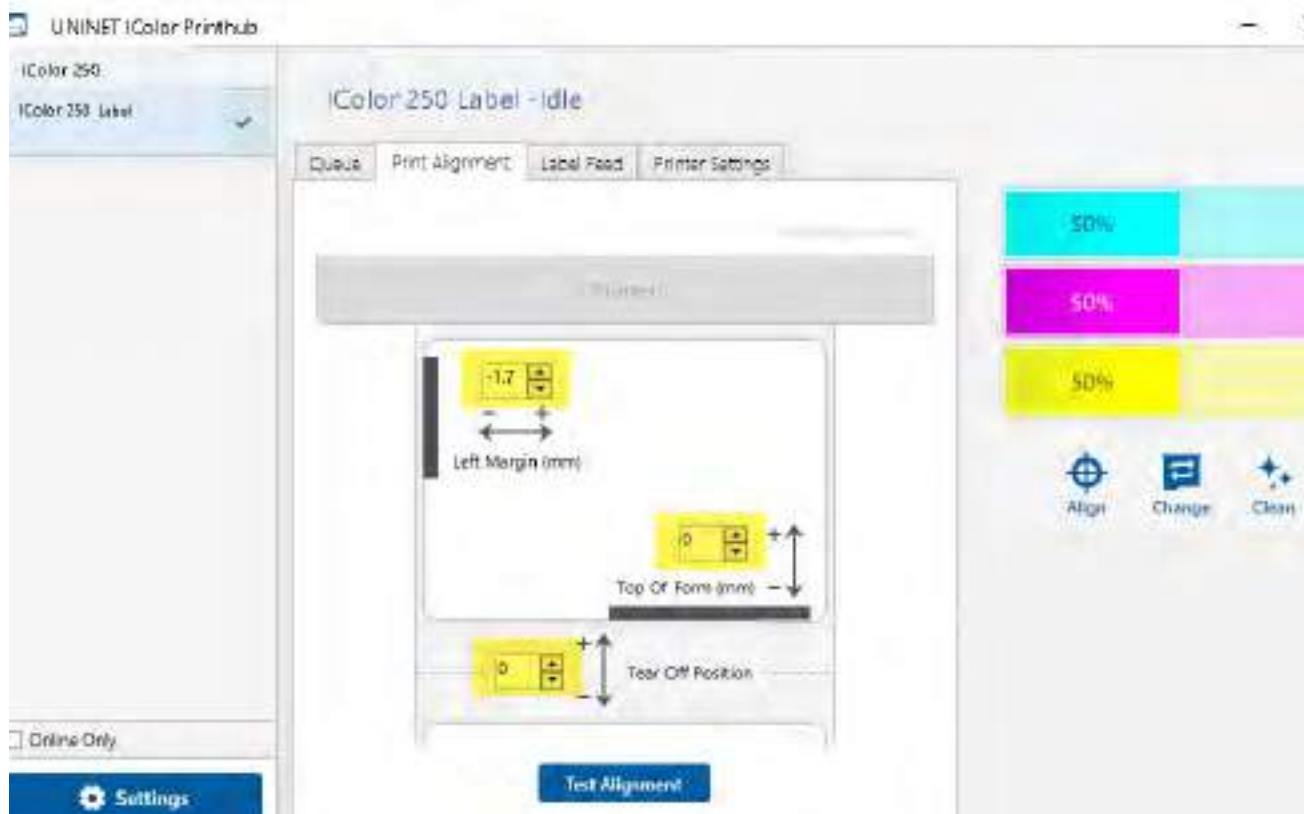 UNINET IColor Printhub
IColor 250
IColor 250 Label
IColor 250 Label - Idle
Queue Print Alignment Label Feed Printer Settings
50%
50%
50%
-1.7
- +
Left Margin (mm)
Align Change Clean
0 +
Top Of Form (mm) -
+
0 Tear Off Position
-
Online Only
Test Alignment
Settings